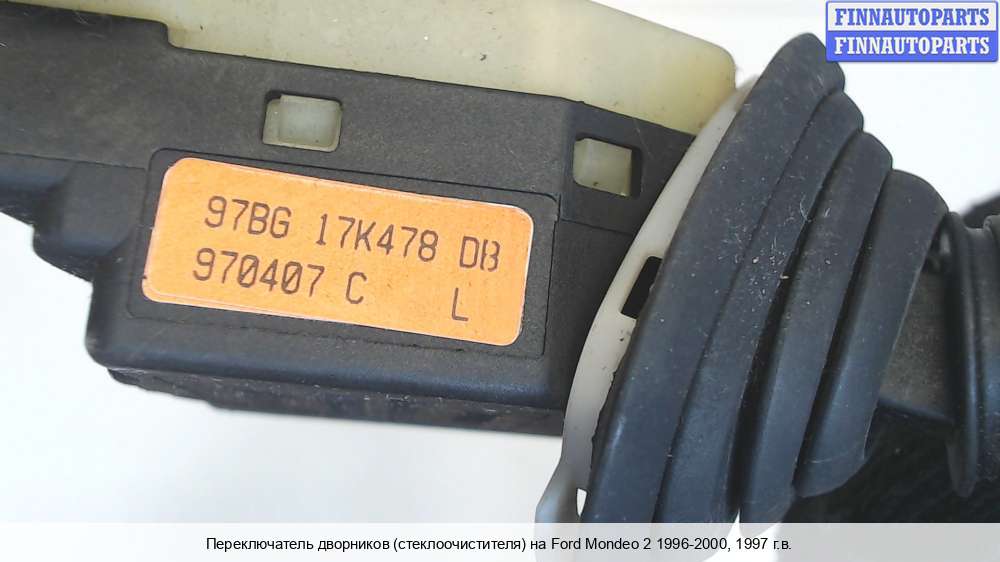 FINNAUTOPARTS
FINNAUTOPARTS
97BG 17K478 DB
970407 C L
Переключатель дворников (стеклоочистителя) на Ford Mondeo 2 1996-2000, 1997 г.в.